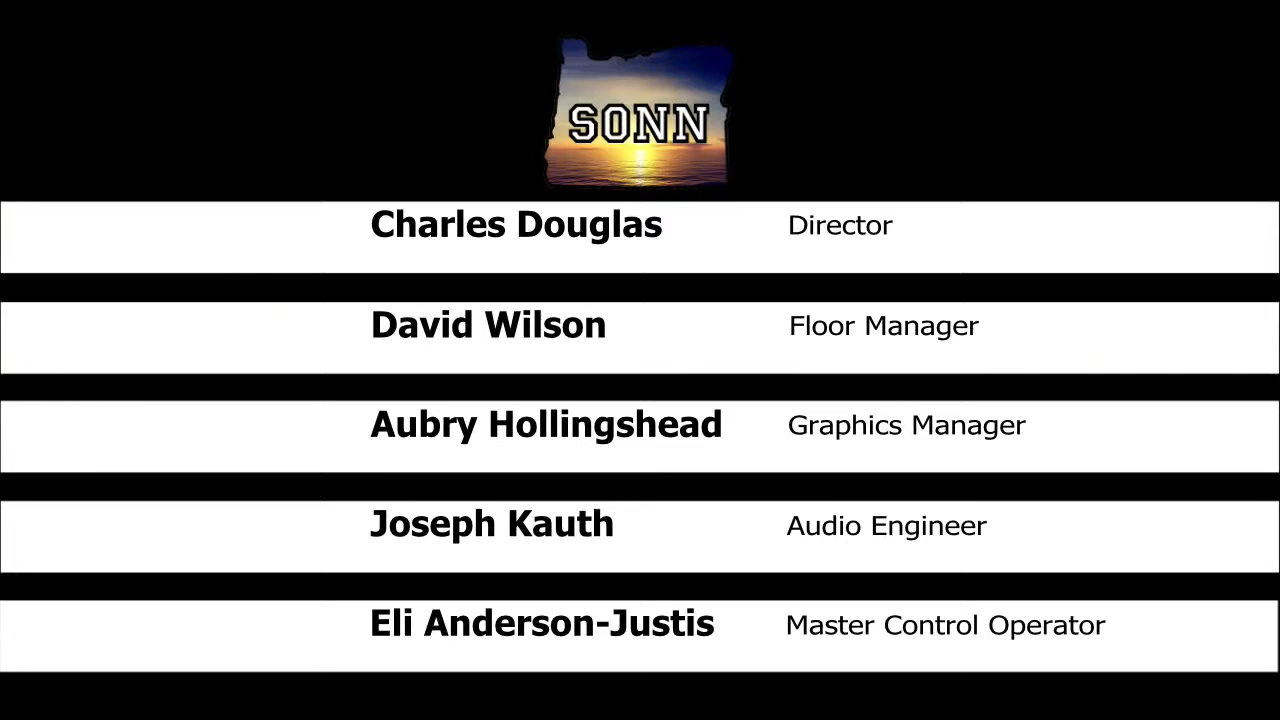 SONN
Charles Douglas Director
David Wilson Floor Manager
Aubry Hollingshead Graphics Manager
Joseph Kauth Audio Engineer
Eli Anderson-Justis Master Control Operator